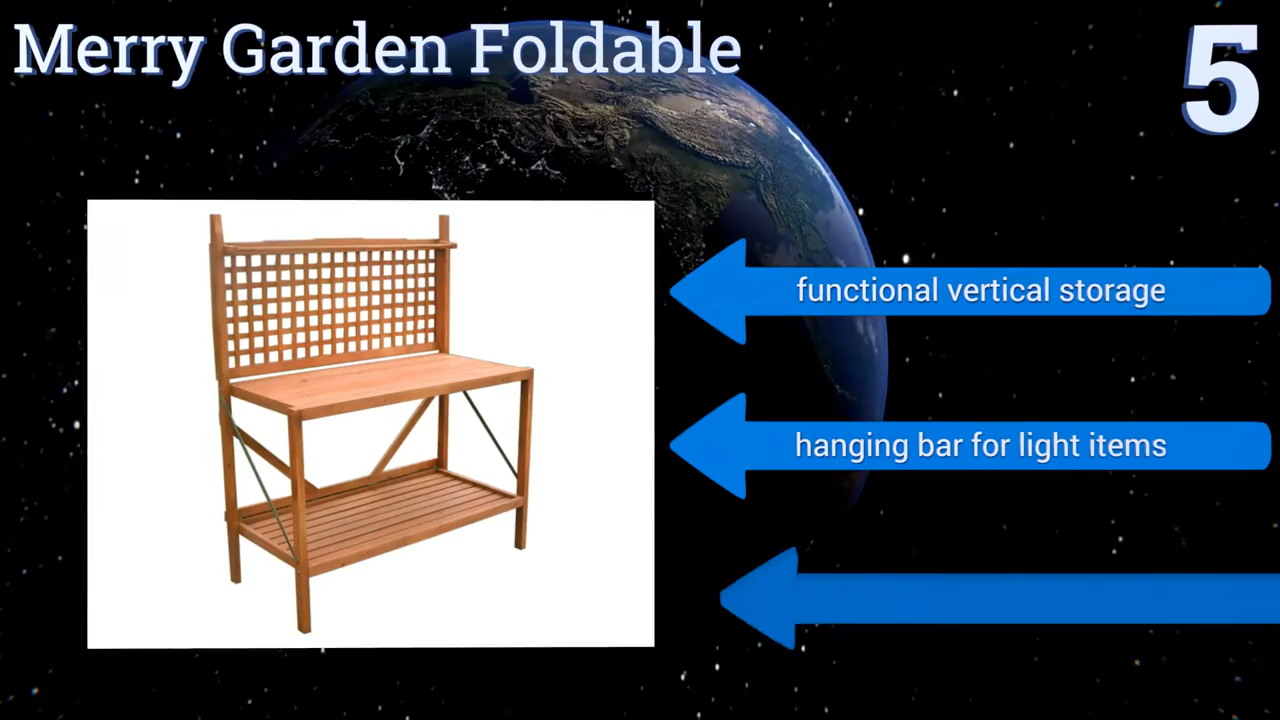 Merry Garden Foldable
5
functional vertical storage
hanging bar for light items